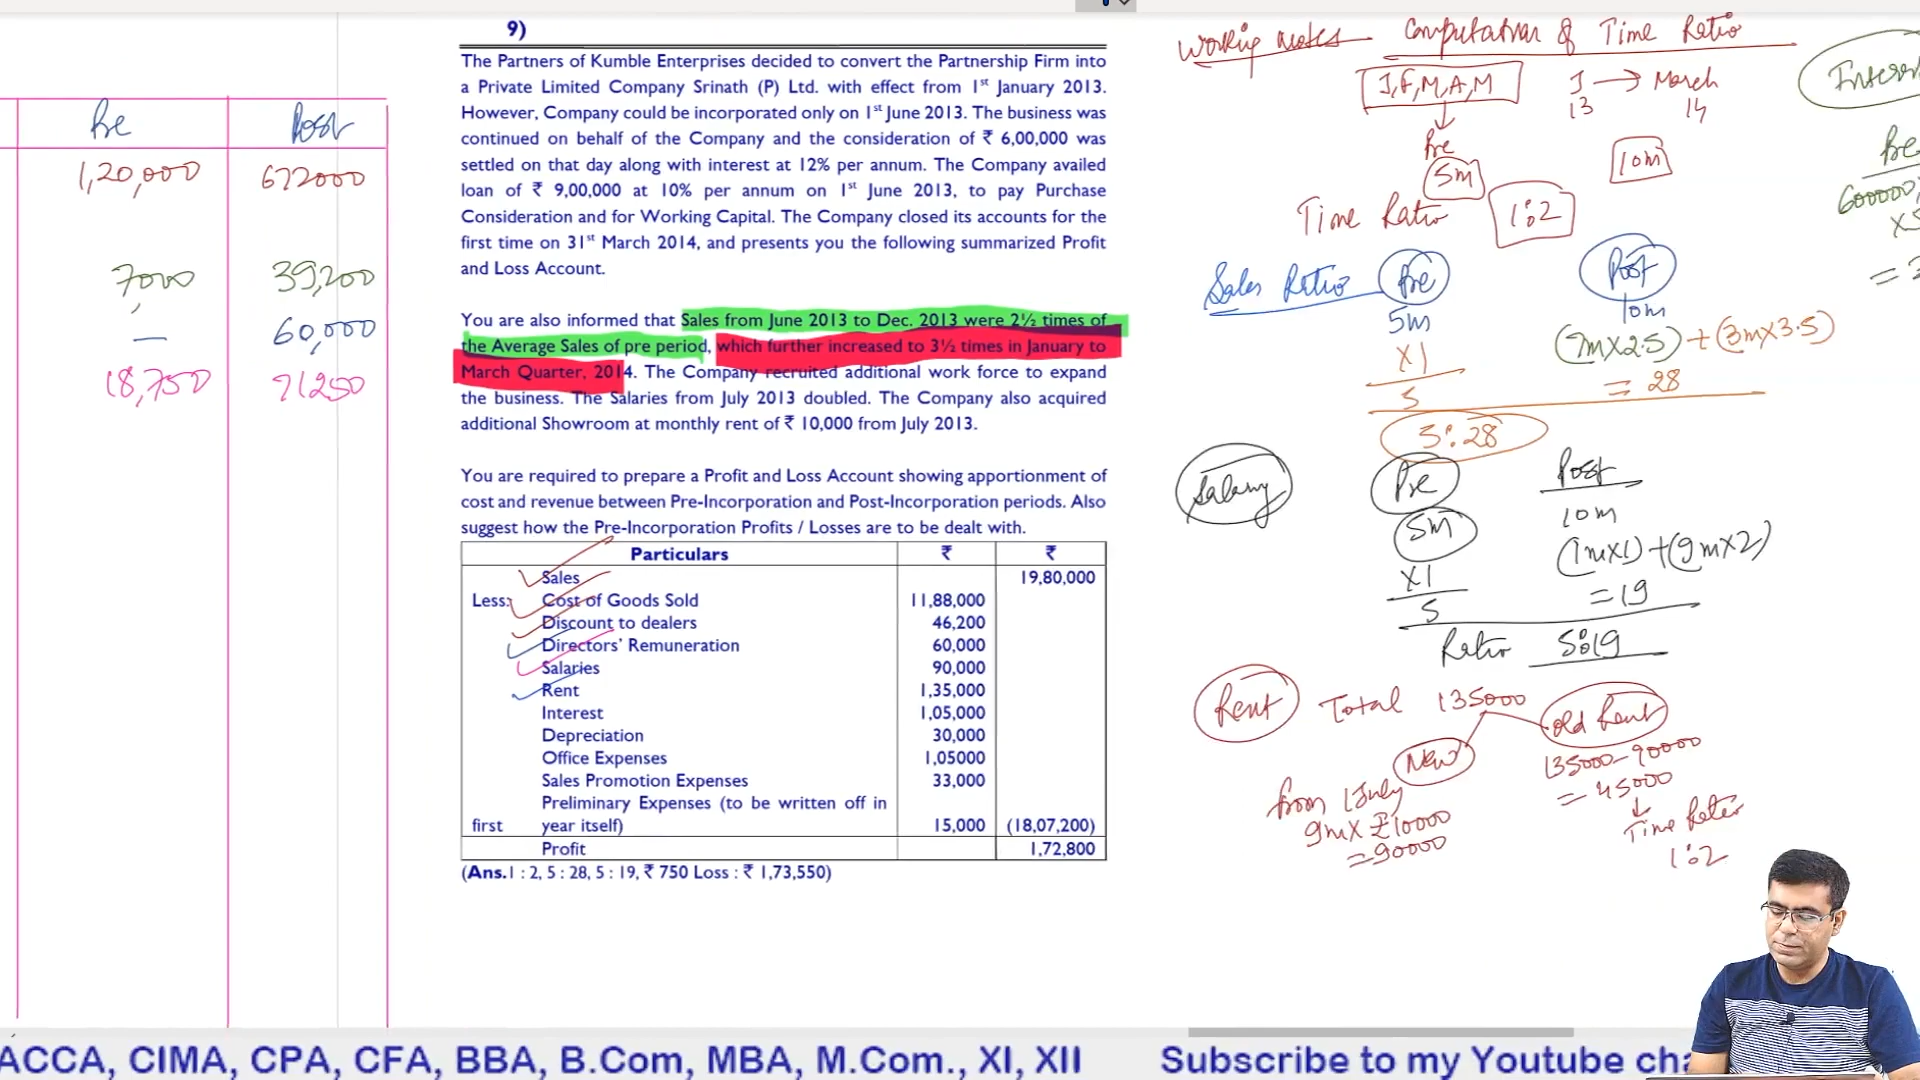 9)
The Partners of Kumble Enterprises decided to convert the Partnership Firm into
a Private Limited Company Srinath (P) Ltd. with effect from 1st January 2013.
However, Company could be incorporated only on 1st June 2013. The business was
continued on behalf of the Company and the consideration of ₹ 6,00,000 was
settled on that day along with interest at 12% per annum. The Company availed
loan of ₹ 9,00,000 at 10% per annum on 1st June 2013, to pay Purchase
Consideration and for Working Capital. The Company closed its accounts for the
first time on 31st March 2014, and presents you the following summarized Profit
and Loss Account.
You are also informed that Sales from June 2013 to Dec. 2013 were 2½ times of
the Average Sales of pre period, which further increased to 3½ times in January to
March Quarter, 2014. The Company recruited additional work force to expand
the business. The Salaries from July 2013 doubled. The Company also acquired
additional Showroom at monthly rent of ₹ 10,000 from July 2013.
You are required to prepare a Profit and Loss Account showing apportionment of
cost and revenue between Pre-Incorporation and Post-Incorporation periods. Also
suggest how the Pre-Incorporation Profits / Losses are to be dealt with.
Particulars ₹ ₹
Sales 19,80,000
Less: Cost of Goods Sold 11,88,000
Discount to dealers 46,200
Directors' Remuneration 60,000
Salaries 90,000
Rent 1,35,000
Interest 1,05,000
Depreciation 30,000
Office Expenses 1,05000
Sales Promotion Expenses 33,000
Preliminary Expenses (to be written off in
first year itself) 15,000 (18,07,200)
Profit 1,72,800
(Ans.1 : 2, 5 : 28, 5 : 19, ₹ 750 Loss : ₹ 1,73,550)
Pre Post
1,20,000 672000
7,000 39,200
— 60,000
18,750 71250
Working notes Computation of Time Ratio
J,F,M,A,M J → March
13 14
Pre
5m 10m
Time Ratio 1:2
Sales Ratio Pre Post
5m 10m
x1 (7mx2.5) + (3mx3.5)
5 = 28
5:28
Salary Pre Post
5m 10m
x1 (1mx1) + (9mx2)
5 = 19
Ratio 5:19
Rent Total 135000
New Old Rent
from 1 July 135000-90000
9mx ₹10000 = 45000
= 90000 Time Ratio
1:2
Pre
600000
ACCA, CIMA, CPA, CFA, BBA, B.Com, MBA, M.Com., XI, XII Subscribe to my Youtube cha